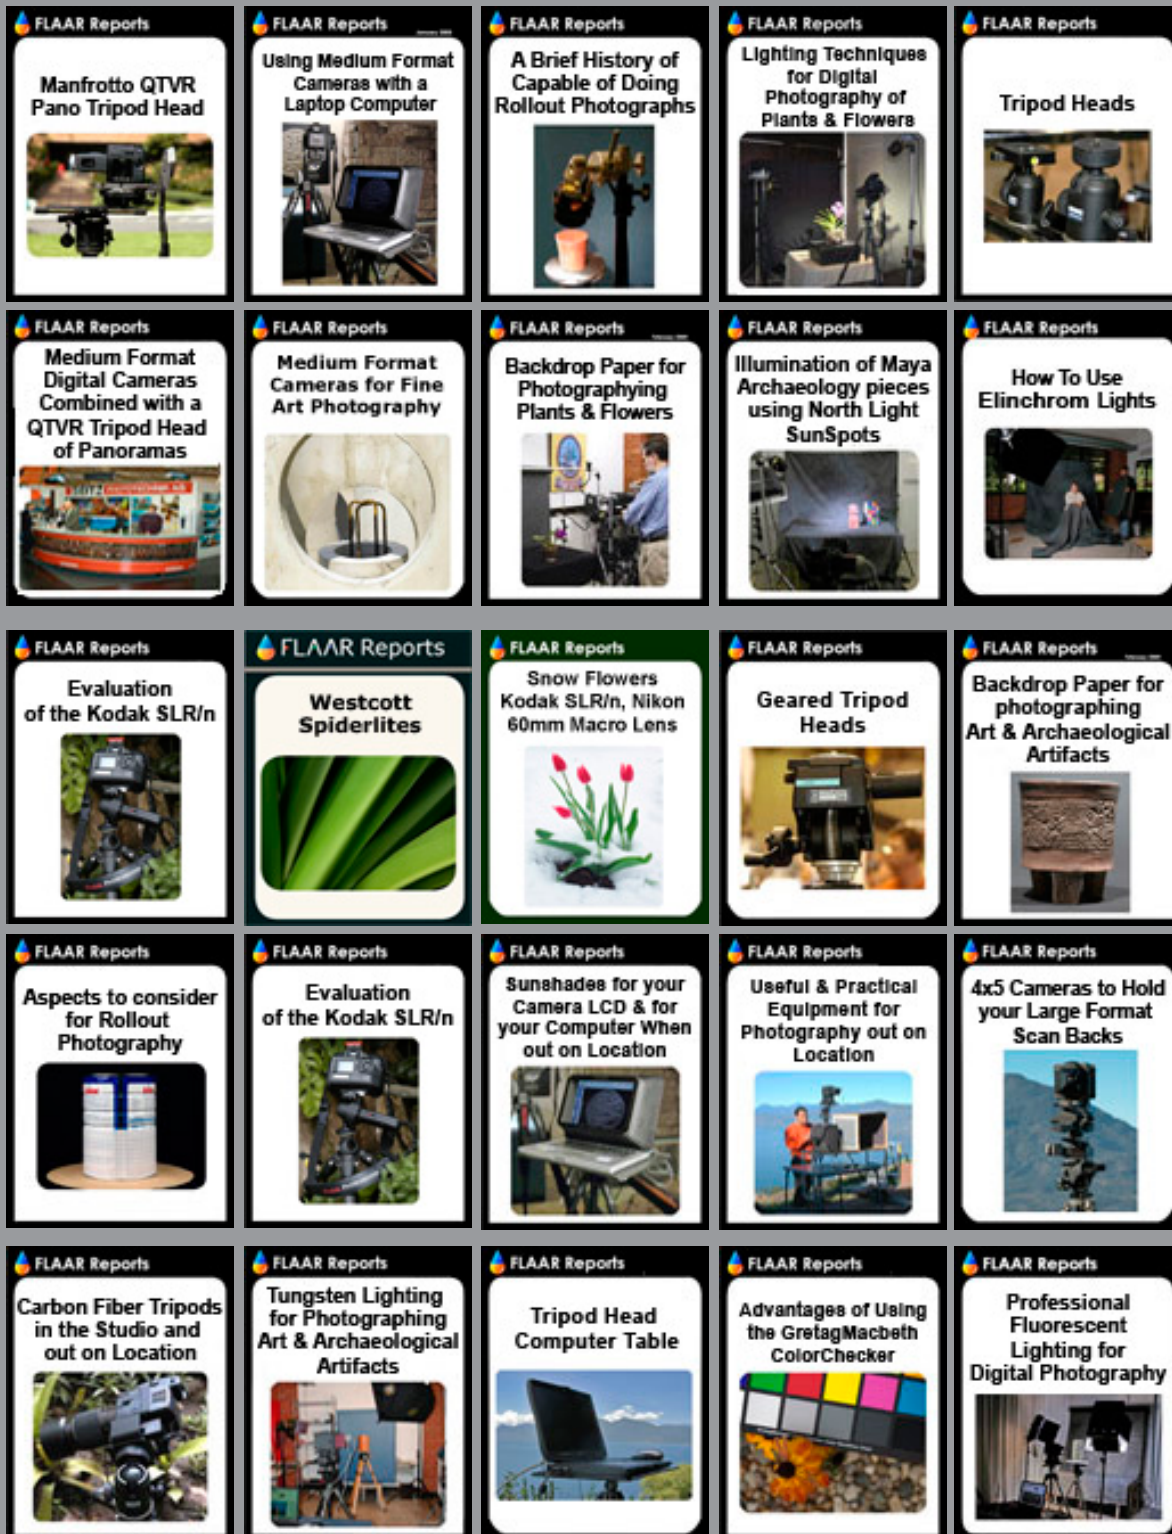 FLAAR Reports
Manfrotto QTVR
Pano Tripod Head
FLAAR Reports
Using Medium Format
Cameras with a
Laptop Computer
FLAAR Reports
A Brief History of
Capable of Doing
Rollout Photographs
FLAAR Reports
Lighting Techniques
for Digital
Photography of
Plants & Flowers
FLAAR Reports
Tripod Heads
FLAAR Reports
Medium Format
Digital Cameras
Combined with a
QTVR Tripod Head
of Panoramas
FLAAR Reports
Medium Format
Cameras for Fine
Art Photography
FLAAR Reports
Backdrop Paper for
Photographying
Plants & Flowers
FLAAR Reports
Illumination of Maya
Archaeology pieces
using North Light
SunSpots
FLAAR Reports
How To Use
Elinchrom Lights
FLAAR Reports
Evaluation
of the Kodak SLR/n
FLAAR Reports
Westcott
Spiderlites
FLAAR Reports
Snow Flowers
Kodak SLR/n, Nikon
60mm Macro Lens
FLAAR Reports
Geared Tripod
Heads
FLAAR Reports
Backdrop Paper for
photographing
Art & Archaeological
Artifacts
FLAAR Reports
Aspects to consider
for Rollout
Photography
FLAAR Reports
Evaluation
of the Kodak SLR/n
FLAAR Reports
Sunshades for your
Camera LCD & for
your Computer When
out on Location
FLAAR Reports
Useful & Practical
Equipment for
Photography out on
Location
FLAAR Reports
4x5 Cameras to Hold
your Large Format
Scan Backs
FLAAR Reports
Carbon Fiber Tripods
in the Studio and
out on Location
FLAAR Reports
Tungsten Lighting
for Photographing
Art & Archaeological
Artifacts
FLAAR Reports
Tripod Head
Computer Table
FLAAR Reports
Advantages of Using
the GretagMacbeth
ColorChecker
FLAAR Reports
Professional
Fluorescent
Lighting for
Digital Photography